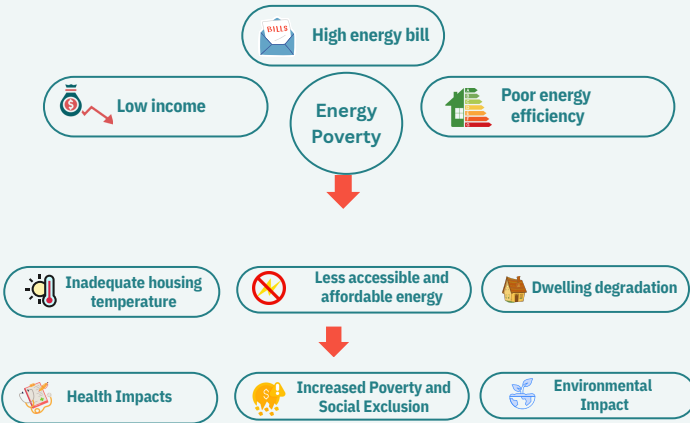 BILLS
High energy bill
Low income
Energy
Poverty
Poor energy
efficiency
Inadequate housing
temperature
Less accessible and
affordable energy
Dwelling degradation
Health Impacts
Increased Poverty and
Social Exclusion
Environmental
Impact